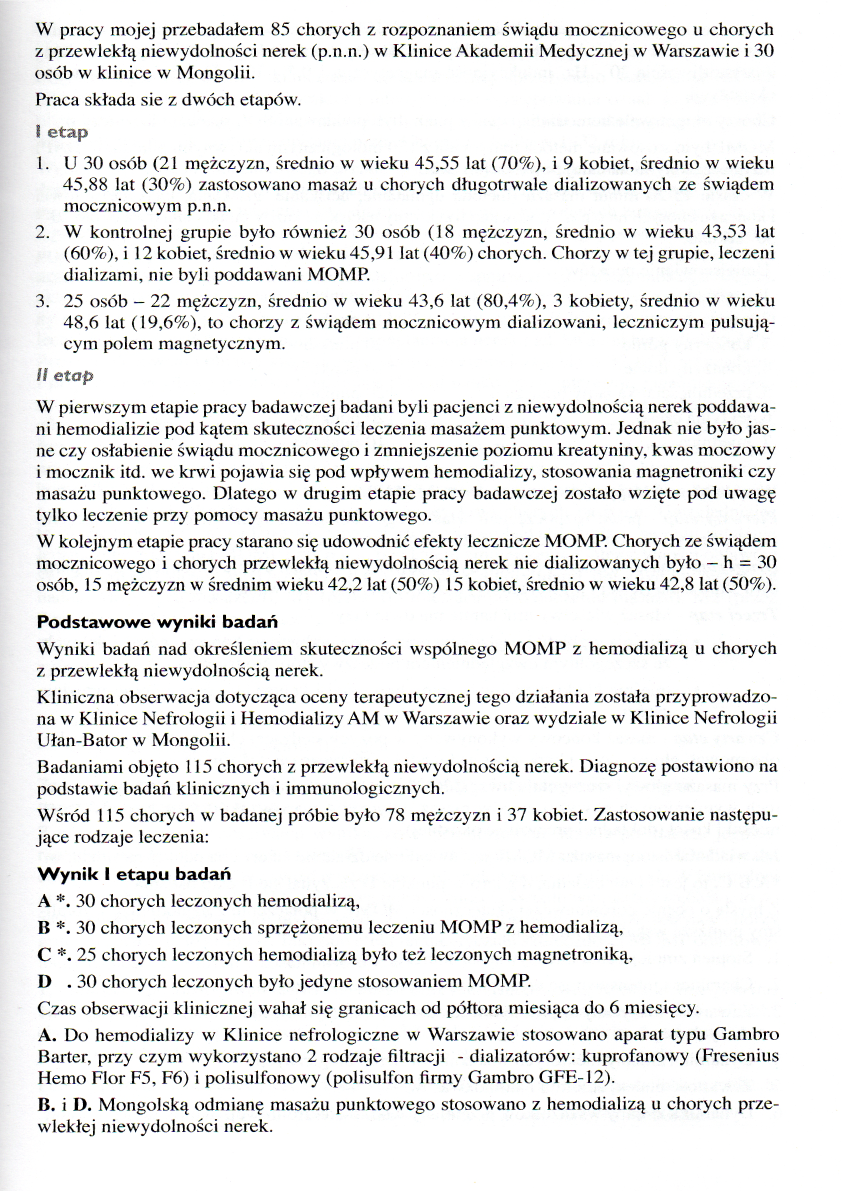 W pracy mojej przebadałem 85 chorych z rozpoznaniem świądu mocznicowego u chorych
z przewlekłą niewydolności nerek (p.n.n.) w Klinice Akademii Medycznej w Warszawie i 30
osób w klinice w Mongolii.
Praca składa sie z dwóch etapów.
I etap
1. U 30 osób (21 mężczyzn, średnio w wieku 45,55 lat (70%), i 9 kobiet, średnio w wieku
45,88 lat (30%) zastosowano masaż u chorych długotrwale dializowanych ze świądem
mocznicowym p.n.n.
2. W kontrolnej grupie było również 30 osób (18 mężczyzn, średnio w wieku 43,53 lat
(60%), i 12 kobiet, średnio w wieku 45,91 lat (40%) chorych. Chorzy w tej grupie, leczeni
dializami, nie byli poddawani MOMP.
3. 25 osób – 22 mężczyzn, średnio w wieku 43,6 lat (80,4%), 3 kobiety, średnio w wieku
48,6 lat (19,6%), to chorzy z świądem mocznicowym dializowani, leczniczym pulsują-
cym polem magnetycznym.
II etap
W pierwszym etapie pracy badawczej badani byli pacjenci z niewydolnością nerek poddawa-
ni hemodializie pod kątem skuteczności leczenia masażem punktowym. Jednak nie było jas-
ne czy osłabienie świądu mocznicowego i zmniejszenie poziomu kreatyniny, kwas moczowy
i mocznik itd. we krwi pojawia się pod wpływem hemodializy, stosowania magnetroniki czy
masażu punktowego. Dlatego w drugim etapie pracy badawczej zostało wzięte pod uwagę
tylko leczenie przy pomocy masażu punktowego.
W kolejnym etapie pracy starano się udowodnić efekty lecznicze MOMP. Chorych ze świądem
mocznicowego i chorych przewlekłą niewydolnością nerek nie dializowanych było – h = 30
osób, 15 mężczyzn w średnim wieku 42,2 lat (50%) 15 kobiet, średnio w wieku 42,8 lat (50%).
Podstawowe wyniki badań
Wyniki badań nad określeniem skuteczności wspólnego MOMP z hemodializą u chorych
z przewlekłą niewydolnością nerek.
Kliniczna obserwacja dotycząca oceny terapeutycznej tego działania została przyprowadzo-
na w Klinice Nefrologii i Hemodializy AM w Warszawie oraz wydziale w Klinice Nefrologii
Ułan-Bator w Mongolii.
Badaniami objęto 115 chorych z przewlekłą niewydolnością nerek. Diagnozę postawiono na
podstawie badań klinicznych i immunologicznych.
Wśród 115 chorych w badanej próbie było 78 mężczyzn i 37 kobiet. Zastosowanie następu-
jące rodzaje leczenia:
Wynik I etapu badań
A *. 30 chorych leczonych hemodializą,
B *. 30 chorych leczonych sprzężonemu leczeniu MOMP z hemodializą,
C *. 25 chorych leczonych hemodializą było też leczonych magnetroniką,
D . 30 chorych leczonych było jedyne stosowaniem MOMP.
Czas obserwacji klinicznej wahał się granicach od półtora miesiąca do 6 miesięcy.
A. Do hemodializy w Klinice nefrologiczne w Warszawie stosowano aparat typu Gambro
Barter, przy czym wykorzystano 2 rodzaje filtracji - dializatorów: kuprofanowy (Fresenius
Hemo Flor F5, F6) i polisulfonowy (polisulfon firmy Gambro GFE-12).
B. i D. Mongolską odmianę masażu punktowego stosowano z hemodializą u chorych prze-
wlekłej niewydolności nerek.